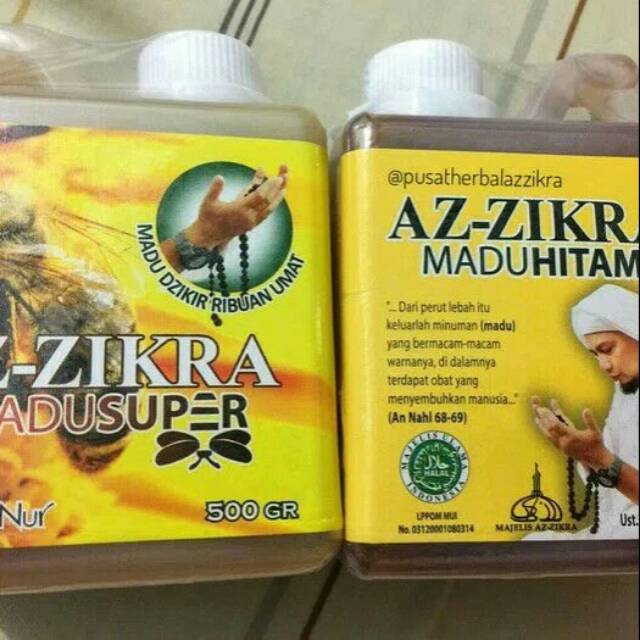 MADU DZIKIR RIBUAN UMAT
Z-ZIKRA
ADUSUPER
Nur
500 GR
@pusatherbalazzikra
AZ-ZIKRA
MADUHITAM
"... Dari perut lebah itu
keluarlah minuman (madu)
yang bermacam-macam
warnanya, di dalamnya
terdapat obat yang
menyembuhkan manusia..."
(An Nahl 68-69)
MAJELIS ULAMA
حلال
HALAL
INDONESIA
LPPOM MUI
No. 03120001080314
MAJELIS AZ-ZIKRA
Ust.